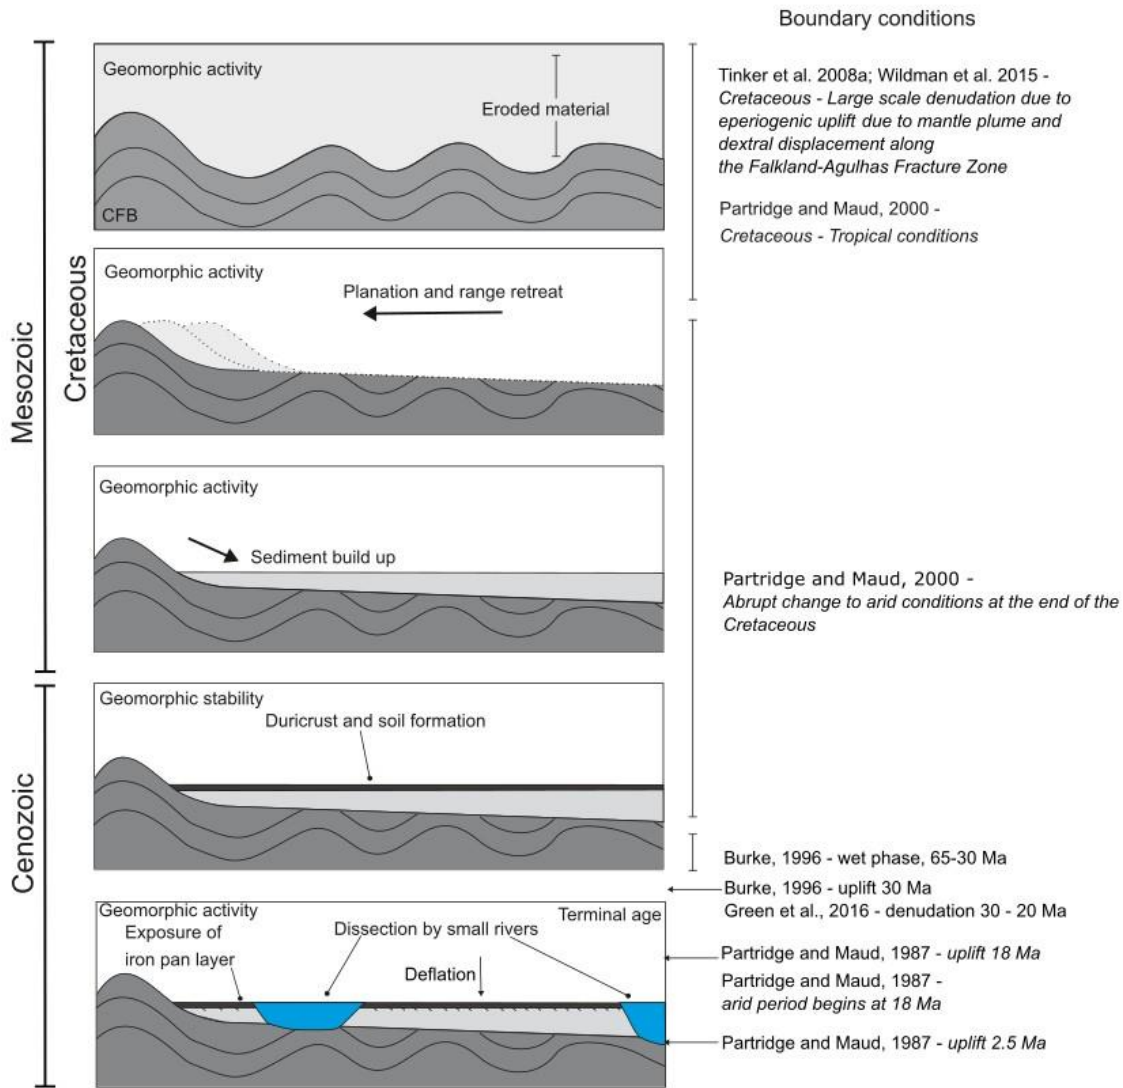 Boundary conditions
Mesozoic
Cretaceous
Cenozoic
Geomorphic activity
Eroded material
CFB
Tinker et al. 2008a; Wildman et al. 2015 -
Cretaceous - Large scale denudation due to
eperiogenic uplift due to mantle plume and
dextral displacement along
the Falkland-Agulhas Fracture Zone
Partridge and Maud, 2000 -
Cretaceous - Tropical conditions
Geomorphic activity
Planation and range retreat
Geomorphic activity
Sediment build up
Partridge and Maud, 2000 -
Abrupt change to arid conditions at the end of the
Cretaceous
Geomorphic stability
Duricrust and soil formation
Burke, 1996 - wet phase, 65-30 Ma
Burke, 1996 - uplift 30 Ma
Green et al., 2016 - denudation 30 - 20 Ma
Geomorphic activity
Terminal age
Exposure of
iron pan layer
Dissection by small rivers
Deflation
Partridge and Maud, 1987 - uplift 18 Ma
Partridge and Maud, 1987 -
arid period begins at 18 Ma
Partridge and Maud, 1987 - uplift 2.5 Ma